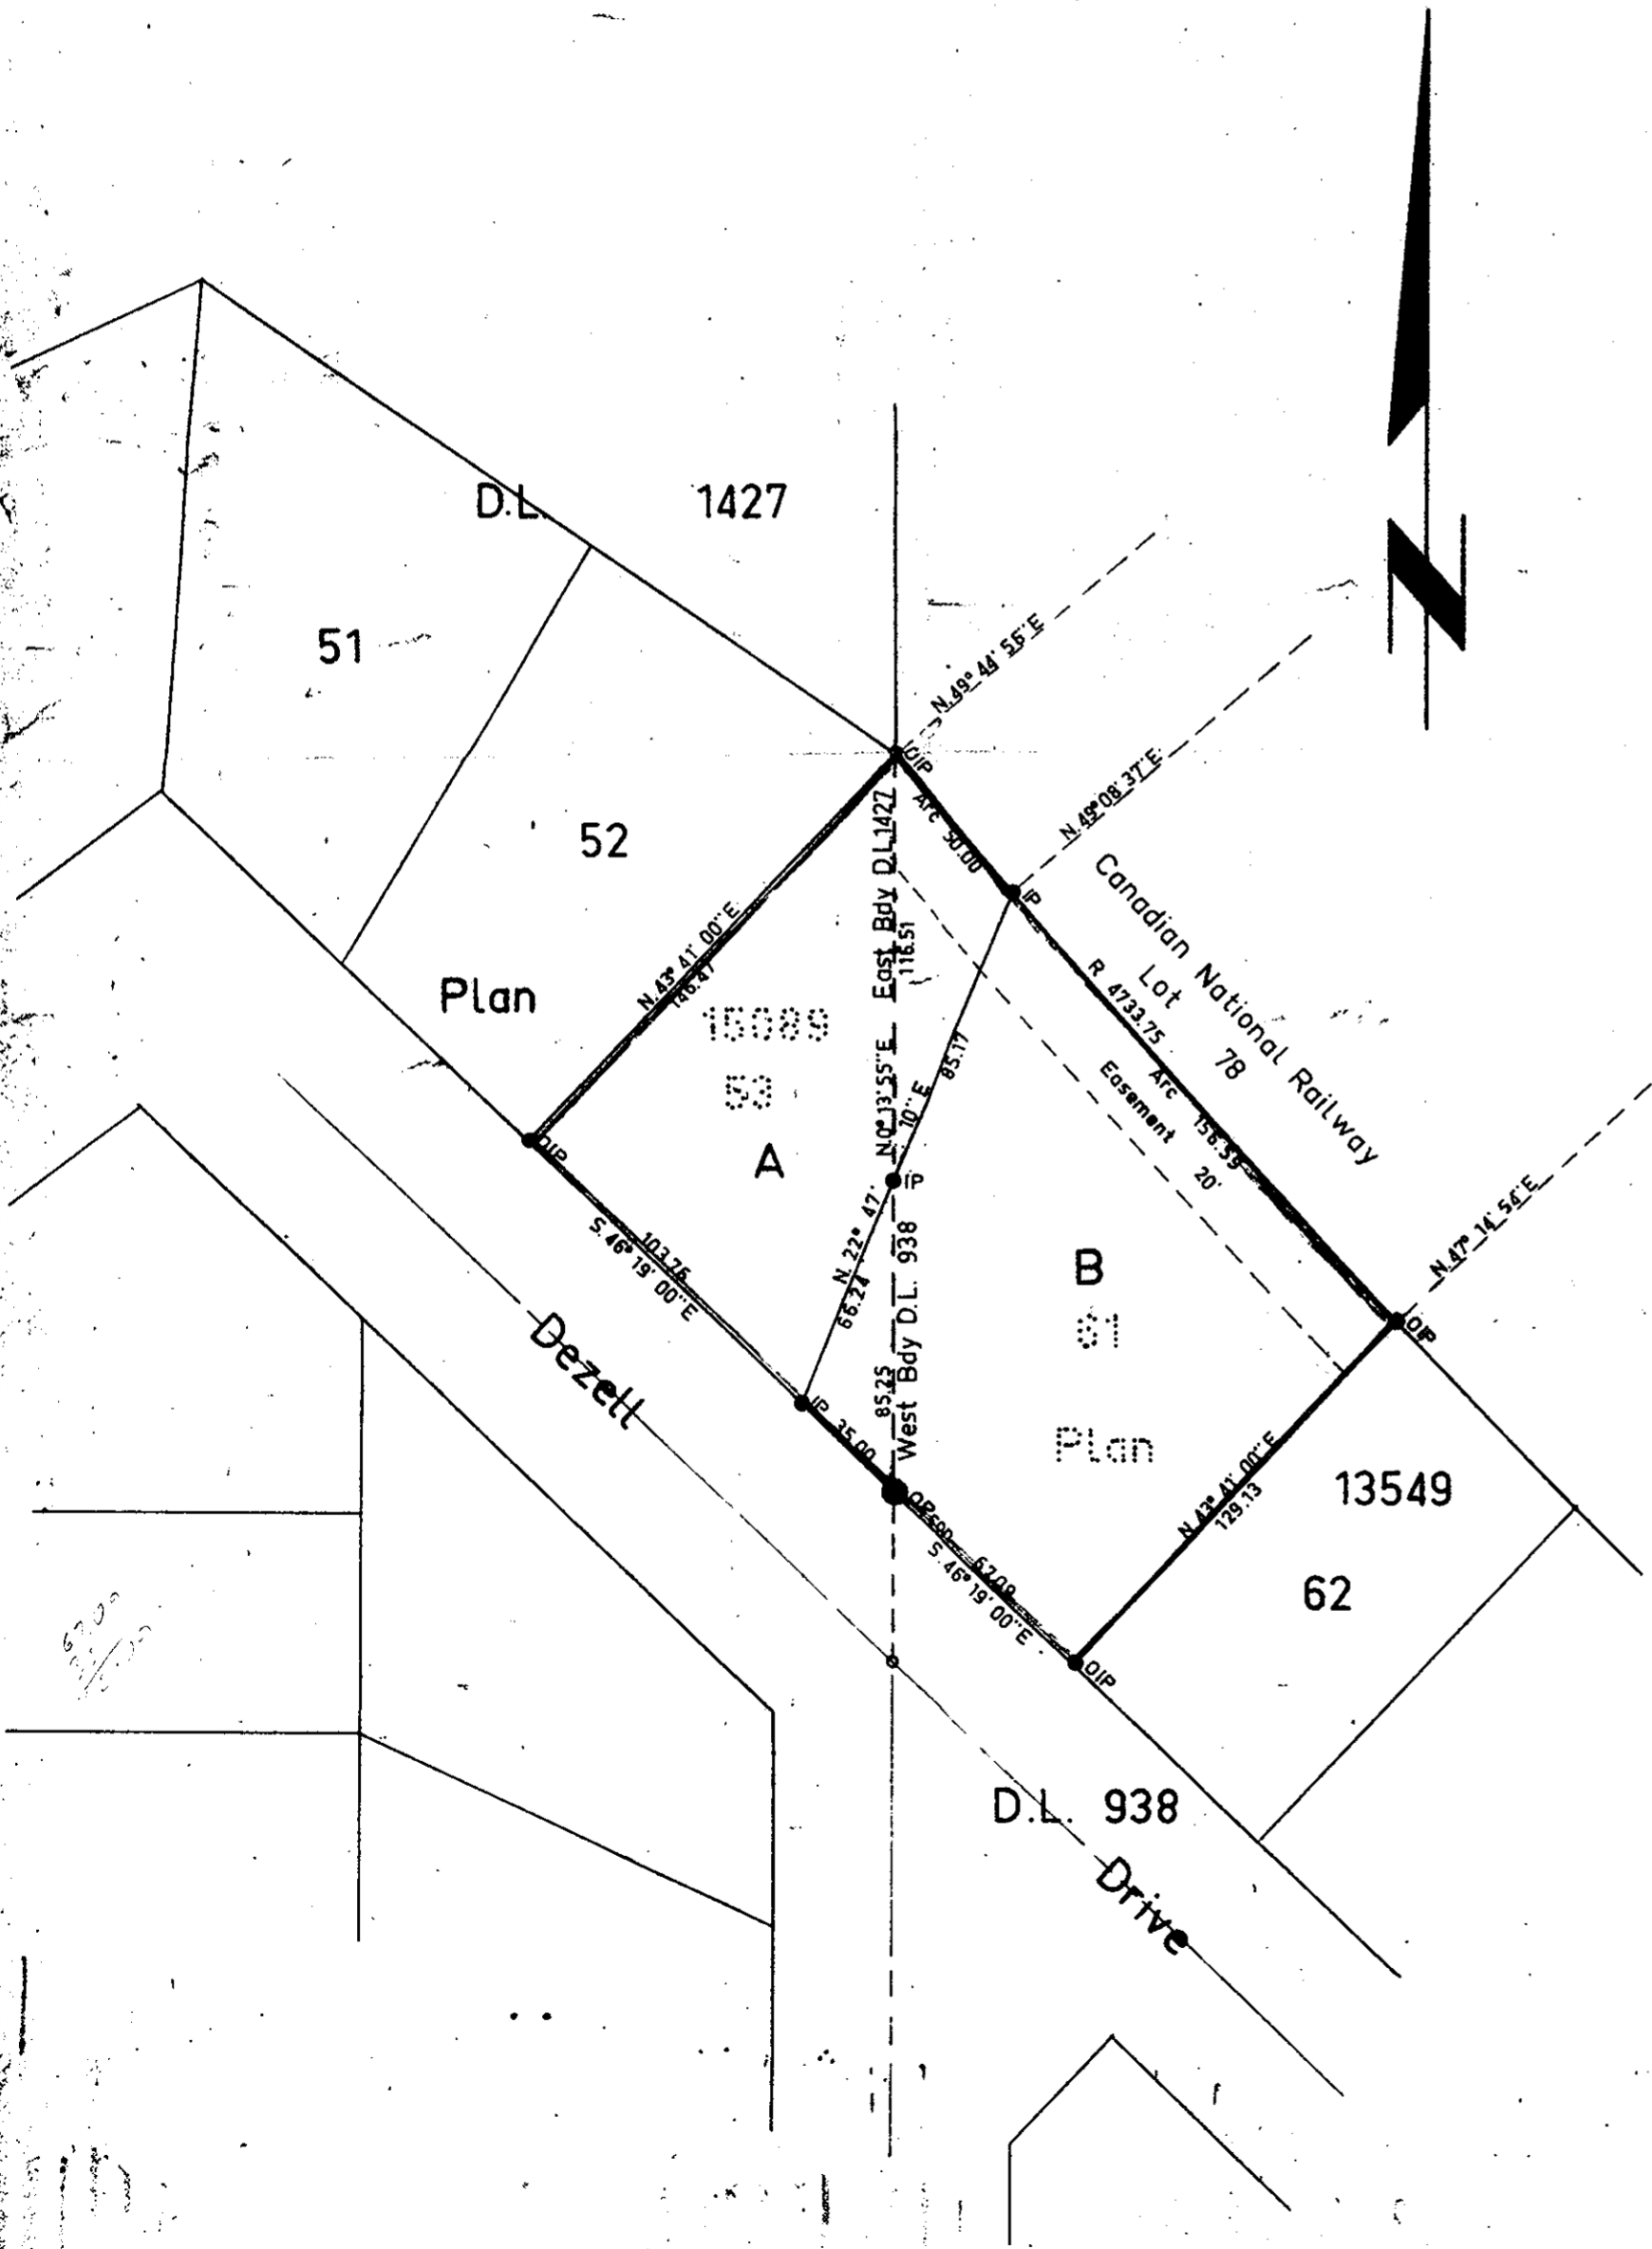 D.L. 1427
N
51
N.49° 44' 56"E
OIP
Arc 50.00
N 49° 08' 37"E
IP
52
East Bdy D.L.1427
116.51
N.0° 13' 55"E
Canadian National Railway
Lot 78
R 4733.75 Arc 156.59
Easement 20'
N.43° 41' 00"E
146.47
Plan
15089
53
A
N. 22° 47' 10"E
85.17
66.24
IP
OIP
103.76
S.46° 19' 00"E
West Bdy D.L. 938
85.25
B
61
Plan
N.47° 14' 54"E
OIP
IP 35.00
OP
67.09
S.46° 19' 00"E
N.43° 41' 00"E
129.13
13549
62
OIP
Dezell Drive
D.L. 938